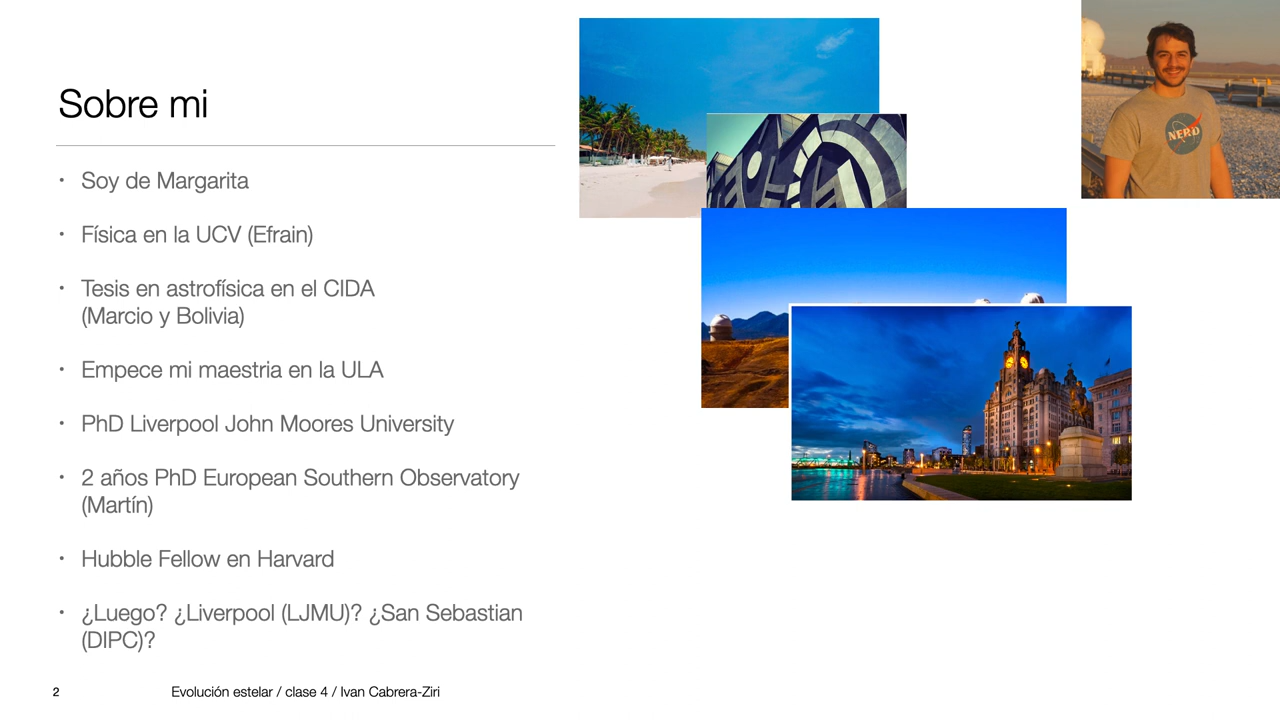 Sobre mi
• Soy de Margarita
• Física en la UCV (Efrain)
• Tesis en astrofísica en el CIDA
(Marcio y Bolivia)
• Empece mi maestria en la ULA
• PhD Liverpool John Moores University
• 2 años PhD European Southern Observatory
(Martín)
• Hubble Fellow en Harvard
• ¿Luego? ¿Liverpool (LJMU)? ¿San Sebastian
(DIPC)?
NERD
2
Evolución estelar / clase 4 / Ivan Cabrera-Ziri